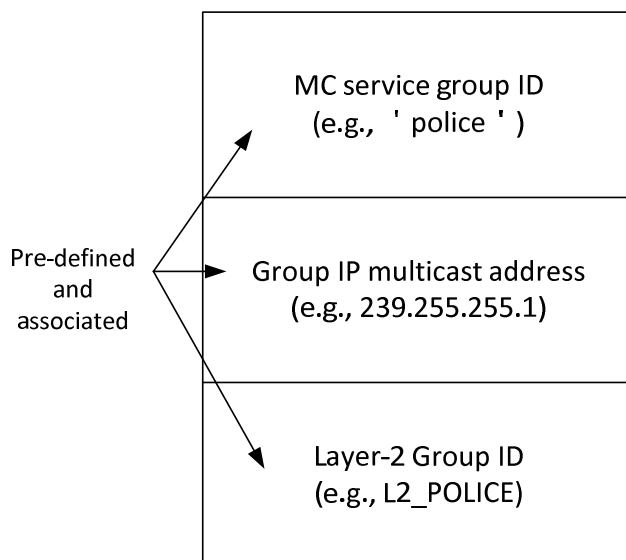 MC service group ID
(e.g., ' police ' )
Pre-defined
and
associated
Group IP multicast address
(e.g., 239.255.255.1)
Layer-2 Group ID
(e.g., L2_POLICE)